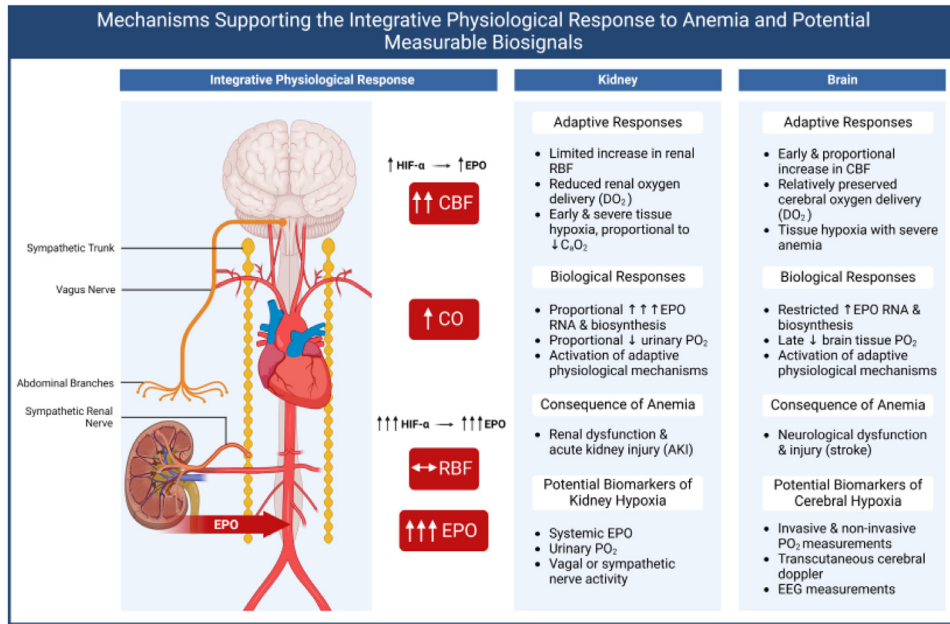 Mechanisms Supporting the Integrative Physiological Response to Anemia and Potential
Measurable Biosignals
Integrative Physiological Response
Sympathetic Trunk
Vagus Nerve
Abdominal Branches
Sympathetic Renal
Nerve
EPO
↑HIF-α → ↑EPO
↑↑ CBF
↑ CO
↑↑↑HIF-α → ↑↑↑EPO
↔RBF
↑↑↑ EPO
Kidney
Adaptive Responses
• Limited increase in renal
RBF
• Reduced renal oxygen
delivery (DO₂)
• Early & severe tissue
hypoxia, proportional to
↓CₐO₂
Biological Responses
• Proportional ↑ ↑ ↑EPO
RNA & biosynthesis
• Proportional ↓ urinary PO₂
• Activation of adaptive
physiological mechanisms
Consequence of Anemia
• Renal dysfunction &
acute kidney injury (AKI)
Potential Biomarkers of
Kidney Hypoxia
• Systemic EPO
• Urinary PO₂
• Vagal or sympathetic
nerve activity
Brain
Adaptive Responses
• Early & proportional
increase in CBF
• Relatively preserved
cerebral oxygen delivery
(DO₂)
• Tissue hypoxia with severe
anemia
Biological Responses
• Restricted ↑EPO RNA &
biosynthesis
• Late ↓ brain tissue PO₂
• Activation of adaptive
physiological mechanisms
Consequence of Anemia
• Neurological dysfunction
& injury (stroke)
Potential Biomarkers of
Cerebral Hypoxia
• Invasive & non-invasive
PO₂ measurements
• Transcutaneous cerebral
doppler
• EEG measurements